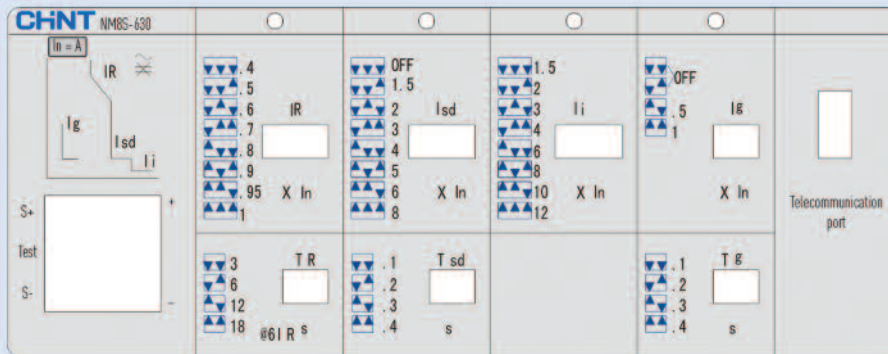 CHINT NM8S-630
In = A
IR
Ig
Isd
Ii
S+
Test
S-
+
-
.4
.5
.6
.7
.8
.9
.95
1
IR
X In
OFF
1.5
2
3
4
5
6
8
Isd
X In
1.5
2
3
4
6
8
10
12
Ii
X In
OFF
.5
1
Ig
X In
Telecommunication
port
3
6
12
18
TR
@6IR s
.1
.2
.3
.4
Tsd
s
.1
.2
.3
.4
Tg
s